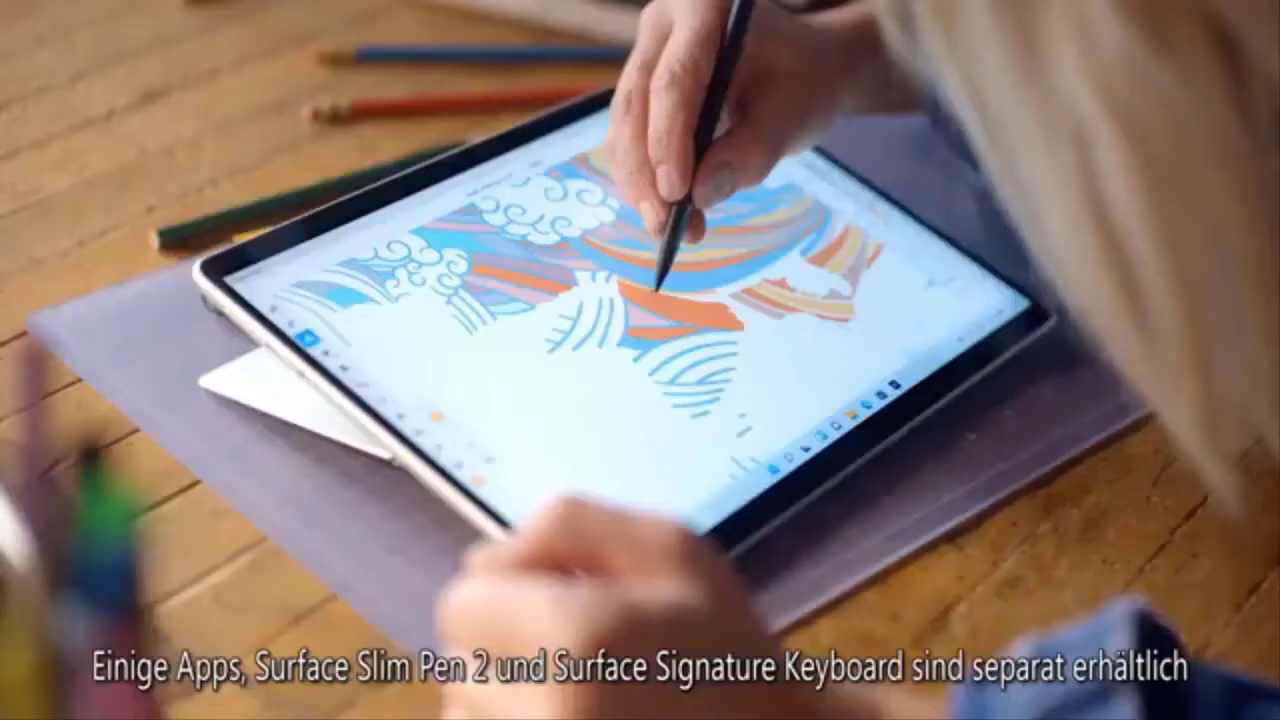 Einige Apps, Surface Slim Pen 2 und Surface Signature Keyboard sind separat erhältlich